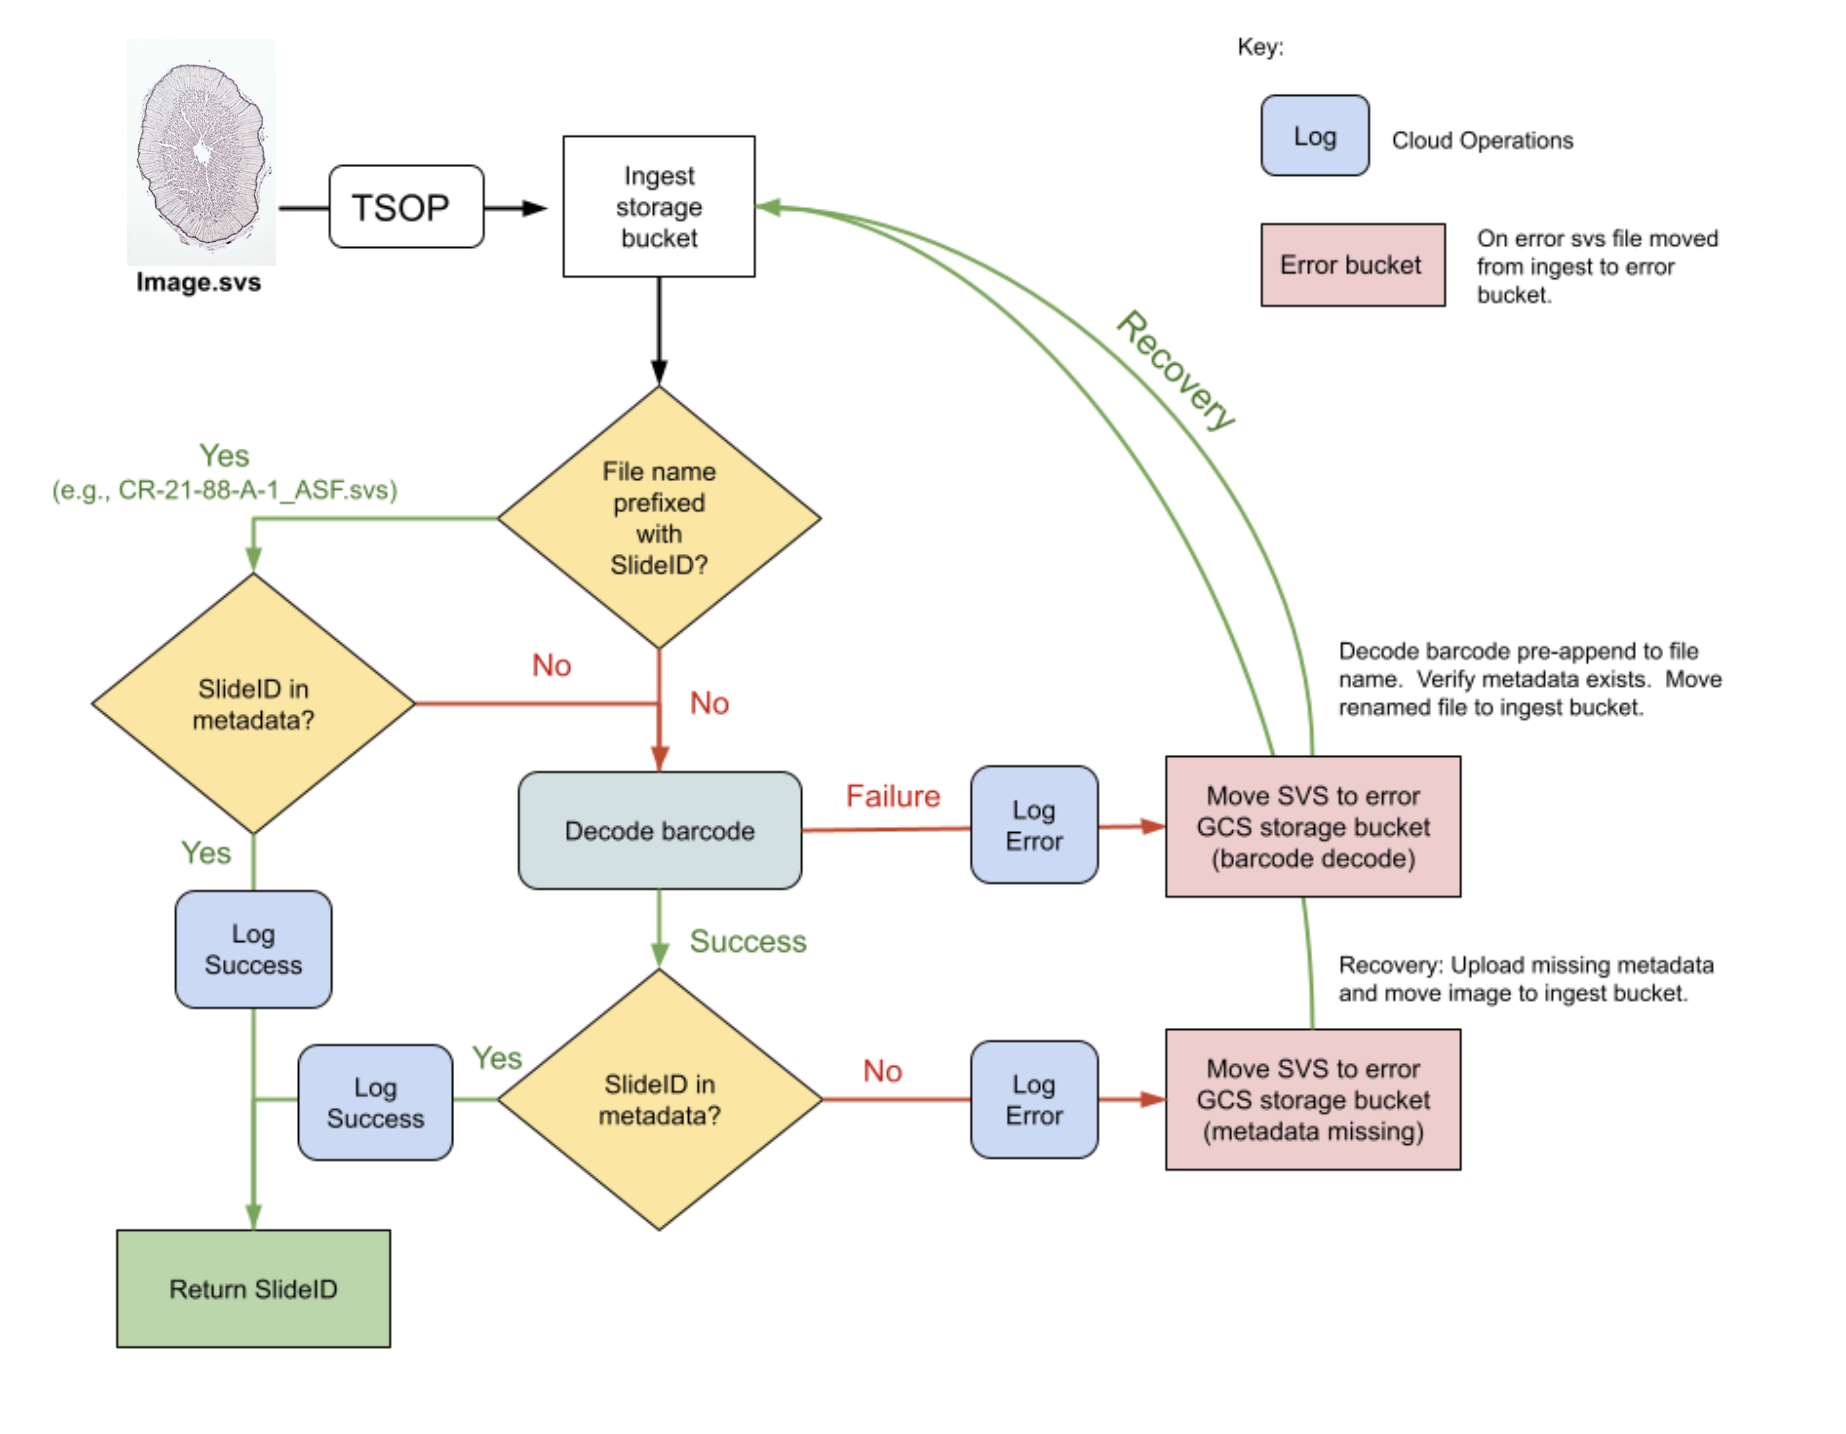 Key:
Log
Cloud Operations
TSOP
Ingest
storage
bucket
Image.svs
Error bucket
On error svs file moved
from ingest to error
bucket.
Recovery
Yes
(e.g., CR-21-88-A-1_ASF.svs)
File name
prefixed
with
SlideID?
No
No
SlideID in
metadata?
Decode barcode pre-append to file
name.  Verify metadata exists.  Move
renamed file to ingest bucket.
Yes
Decode barcode
Failure
Log
Error
Move SVS to error
GCS storage bucket
(barcode decode)
Log
Success
Success
Recovery: Upload missing metadata
and move image to ingest bucket.
Log
Success
Yes
SlideID in
metadata?
No
Log
Error
Move SVS to error
GCS storage bucket
(metadata missing)
Return SlideID